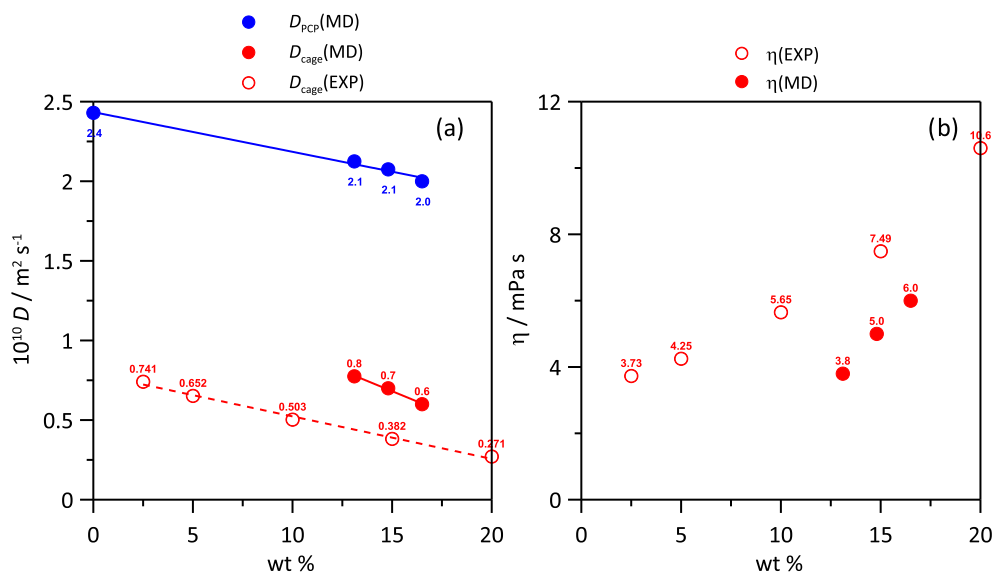 D_PCP(MD)
D_cage(MD)
D_cage(EXP)
η(EXP)
η(MD)
(a)
2.5
2
1.5
1
0.5
0
10¹⁰ D / m² s⁻¹
2.4
2.1
2.1
2.0
0.8
0.7
0.6
0.741
0.652
0.503
0.382
0.271
0 5 10 15 20
wt %
(b)
12
8
4
0
η / mPa s
10.6
7.49
6.0
5.65
5.0
4.25
3.8
3.73
0 5 10 15 20
wt %